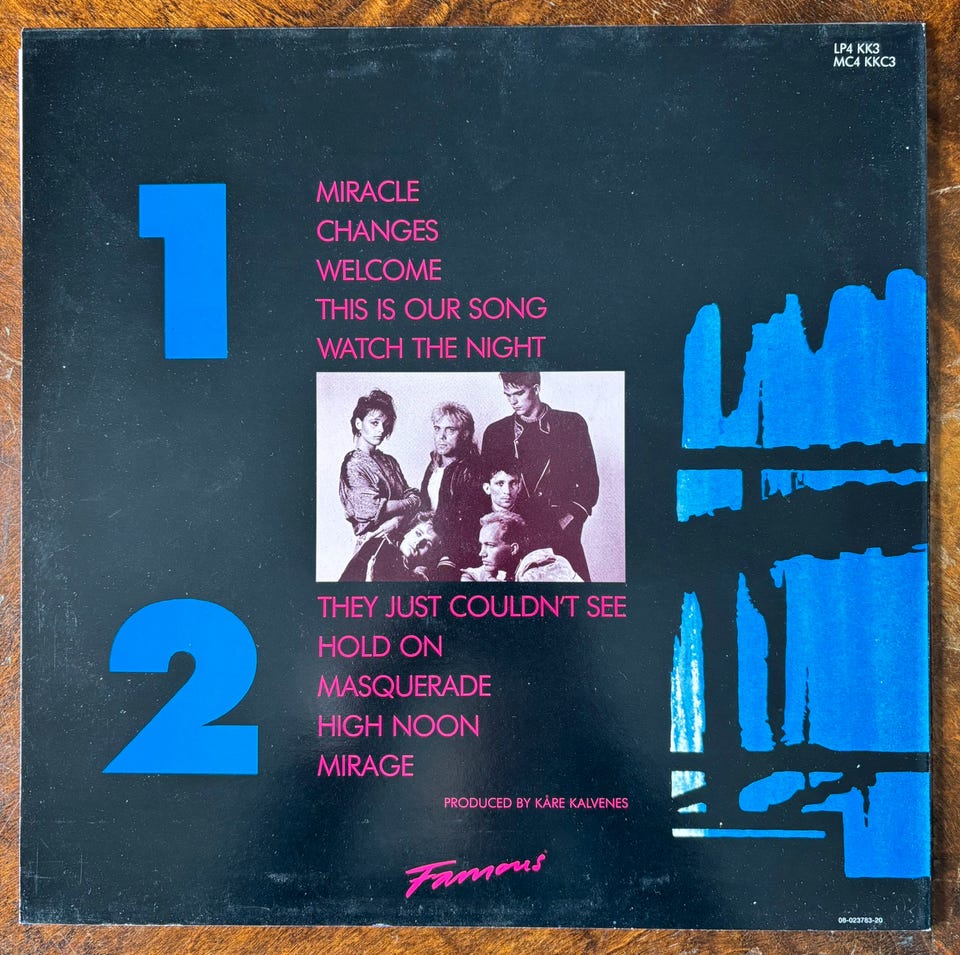 LP4 KK3
MC4 KKC3
1
MIRACLE
CHANGES
WELCOME
THIS IS OUR SONG
WATCH THE NIGHT
2
THEY JUST COULDN'T SEE
HOLD ON
MASQUERADE
HIGH NOON
MIRAGE
PRODUCED BY KÅRE KALVENES
Famous
08-023783-20